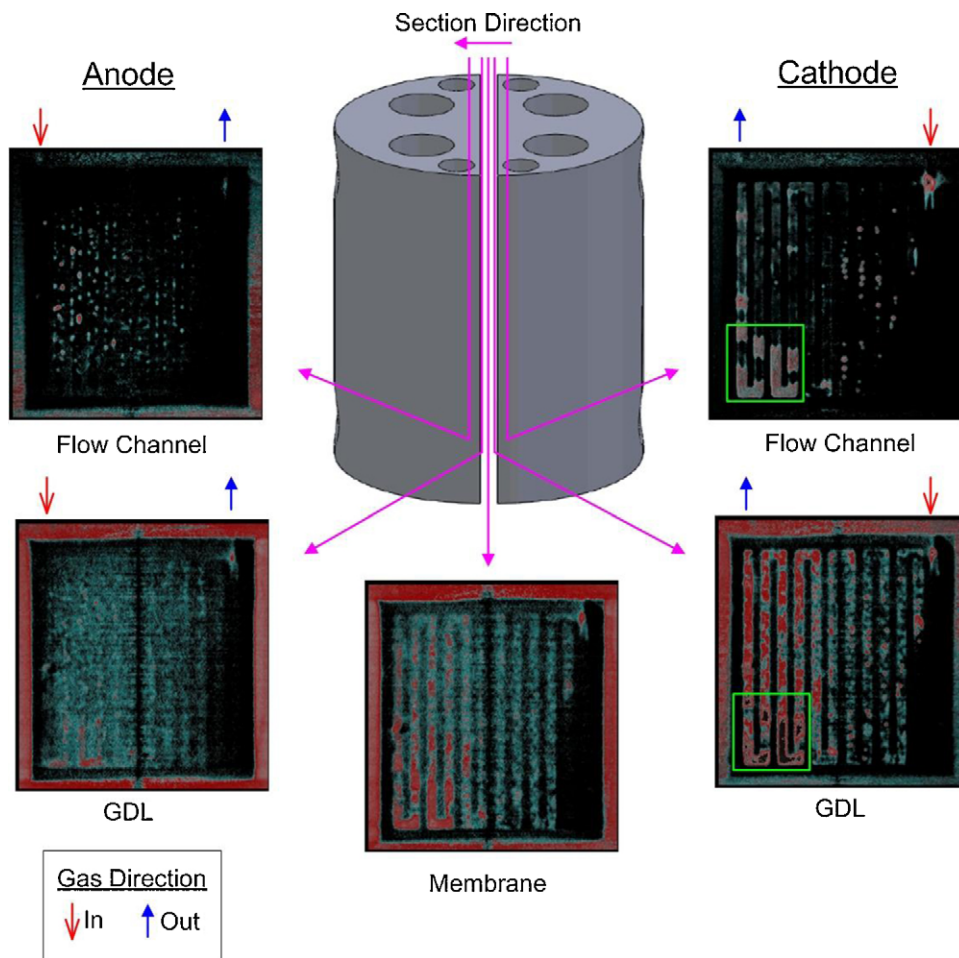 Section Direction
Anode
Cathode
Flow Channel
Flow Channel
GDL
GDL
Membrane
Gas Direction
In
Out